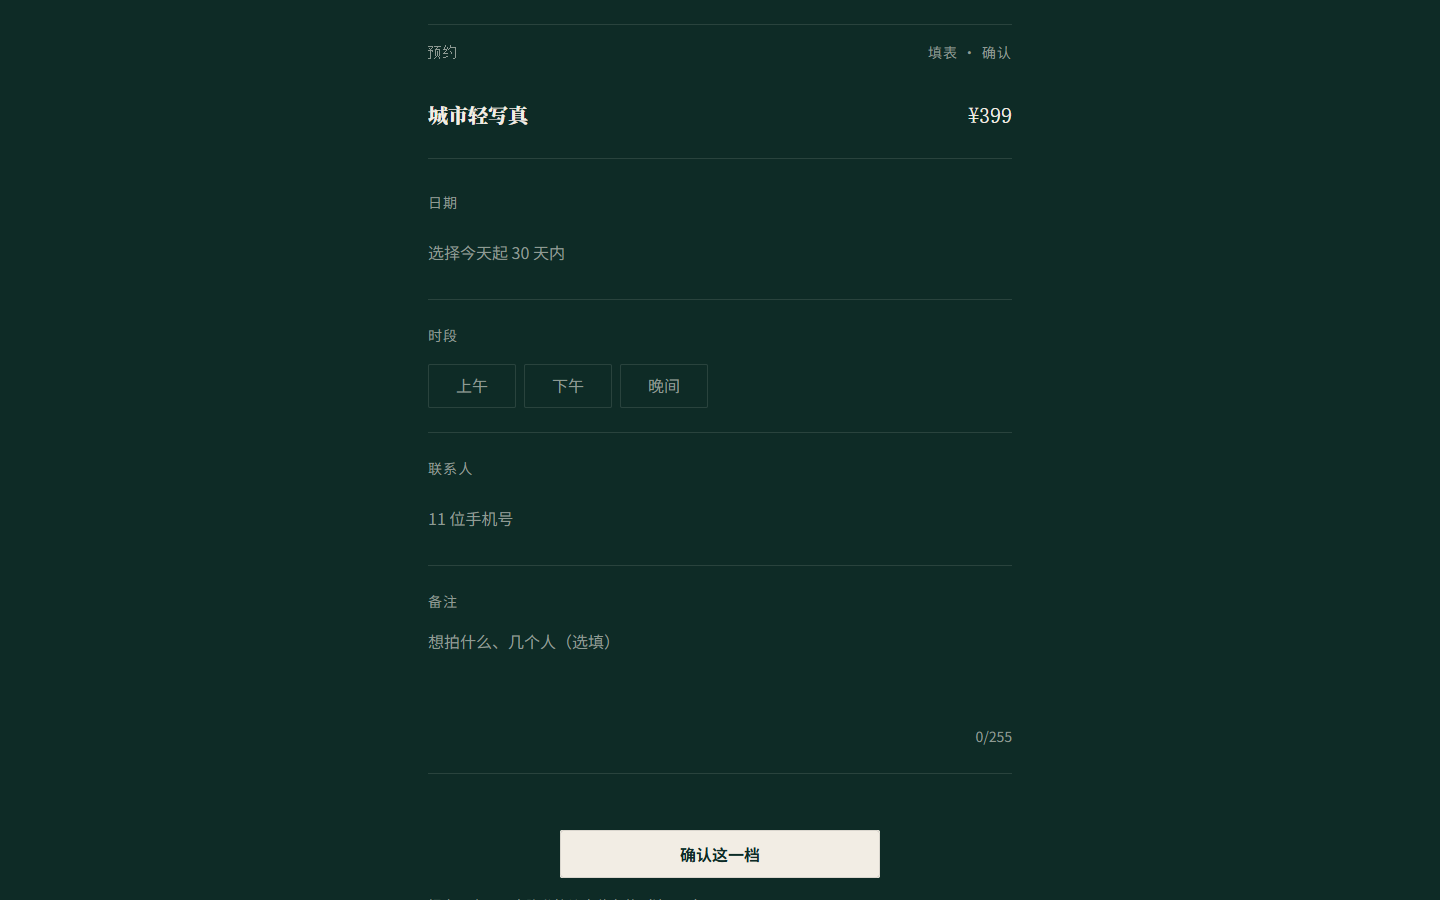 预约
填表 · 确认
城市轻写真
¥399
日期
选择今天起 30 天内
时段
上午
下午
晚间
联系人
11 位手机号
备注
想拍什么、几个人（选填）
0/255
确认这一档